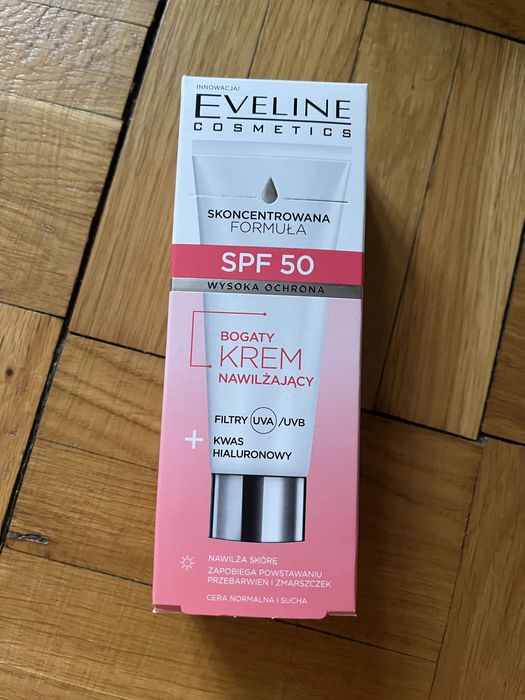 INNOWACJA!
EVELINE
COSMETICS
SKONCENTROWANA
FORMUŁA
SPF 50
WYSOKA OCHRONA
BOGATY
KREM
NAWILŻAJĄCY
FILTRY UVA /UVB
+ KWAS
HIALURONOWY
NAWILŻA SKÓRĘ
ZAPOBIEGA POWSTAWANIU
PRZEBARWIEŃ I ZMARSZCZEK
CERA NORMALNA I SUCHA